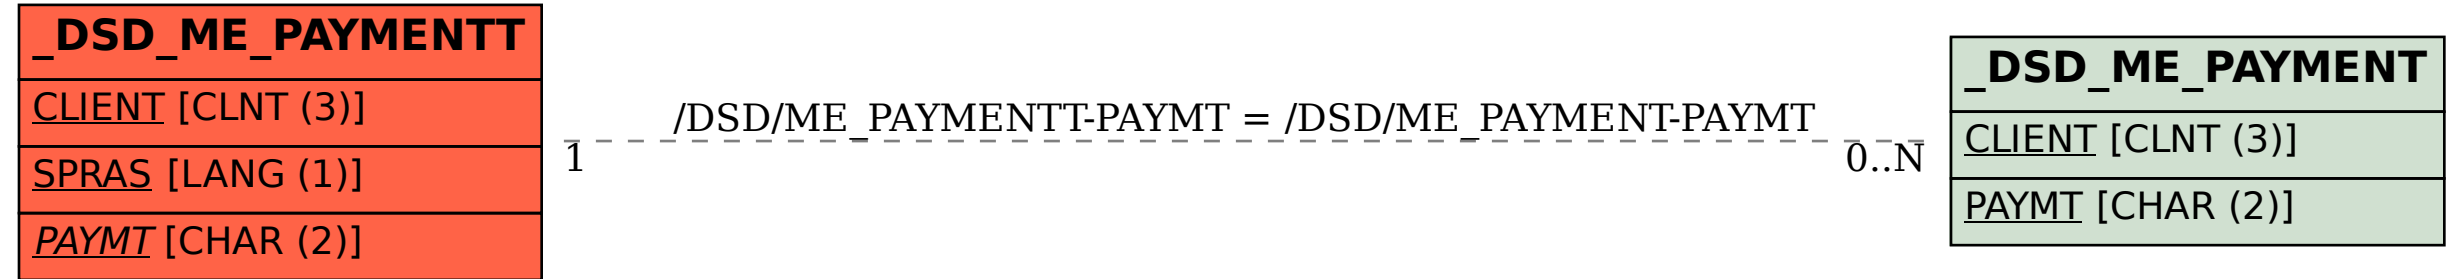 _DSD_ME_PAYMENTT
CLIENT [CLNT (3)]
SPRAS [LANG (1)]
PAYMT [CHAR (2)]
/DSD/ME_PAYMENTT-PAYMT = /DSD/ME_PAYMENT-PAYMT
1
0..N
_DSD_ME_PAYMENT
CLIENT [CLNT (3)]
PAYMT [CHAR (2)]